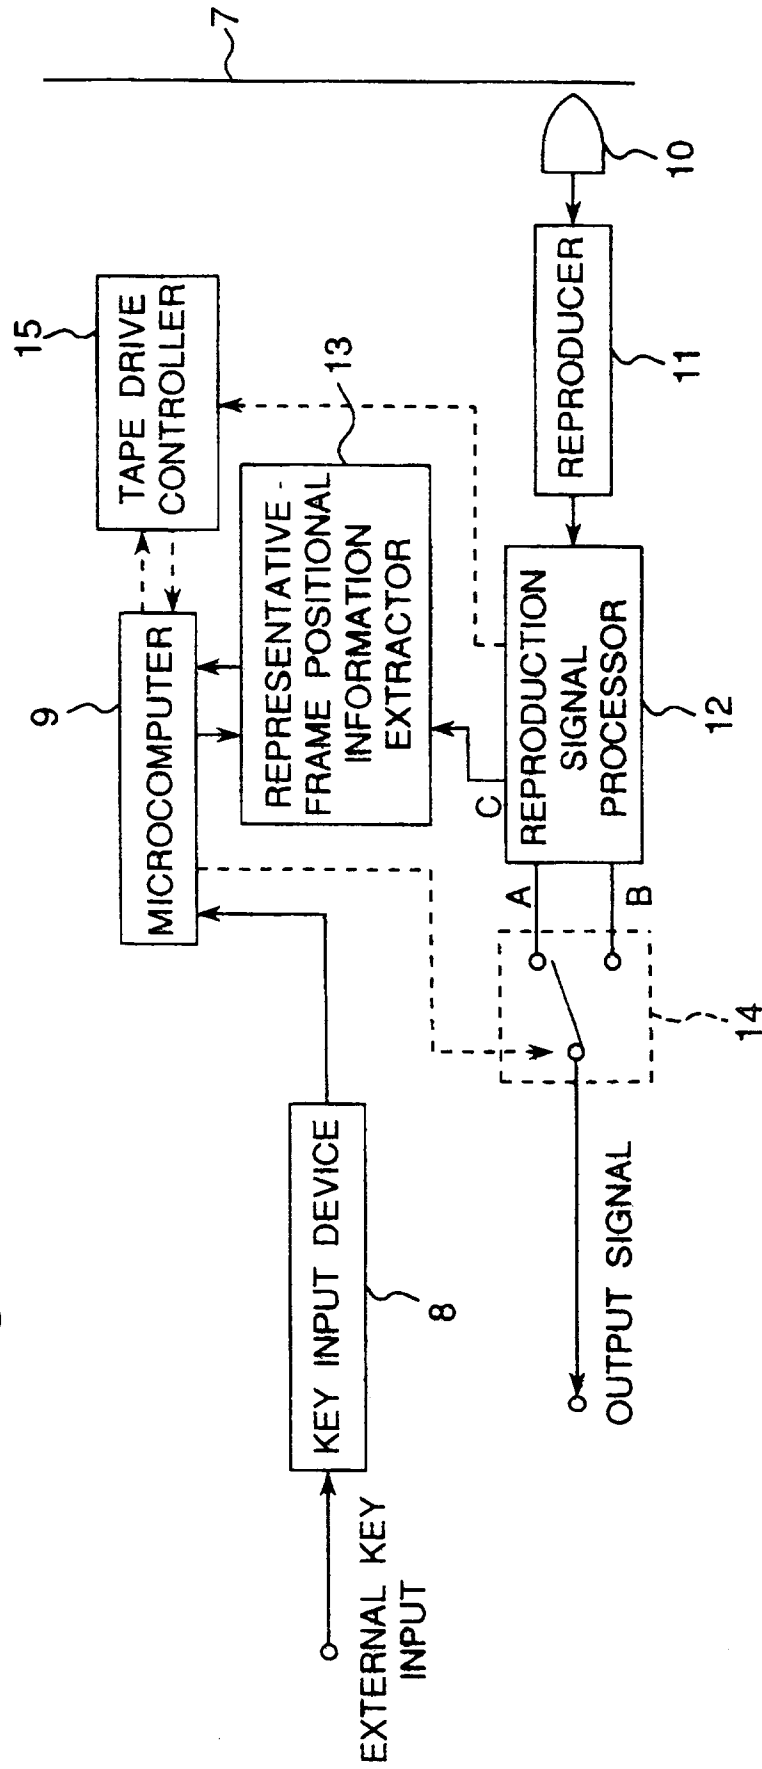 EXTERNAL KEY
INPUT
KEY INPUT DEVICE
8
MICROCOMPUTER
9
TAPE DRIVE
CONTROLLER
15
REPRESENTATIVE-
FRAME POSITIONAL
INFORMATION
EXTRACTOR
13
OUTPUT SIGNAL
14
A
B
C
REPRODUCTION
SIGNAL
PROCESSOR
12
REPRODUCER
11
10
7